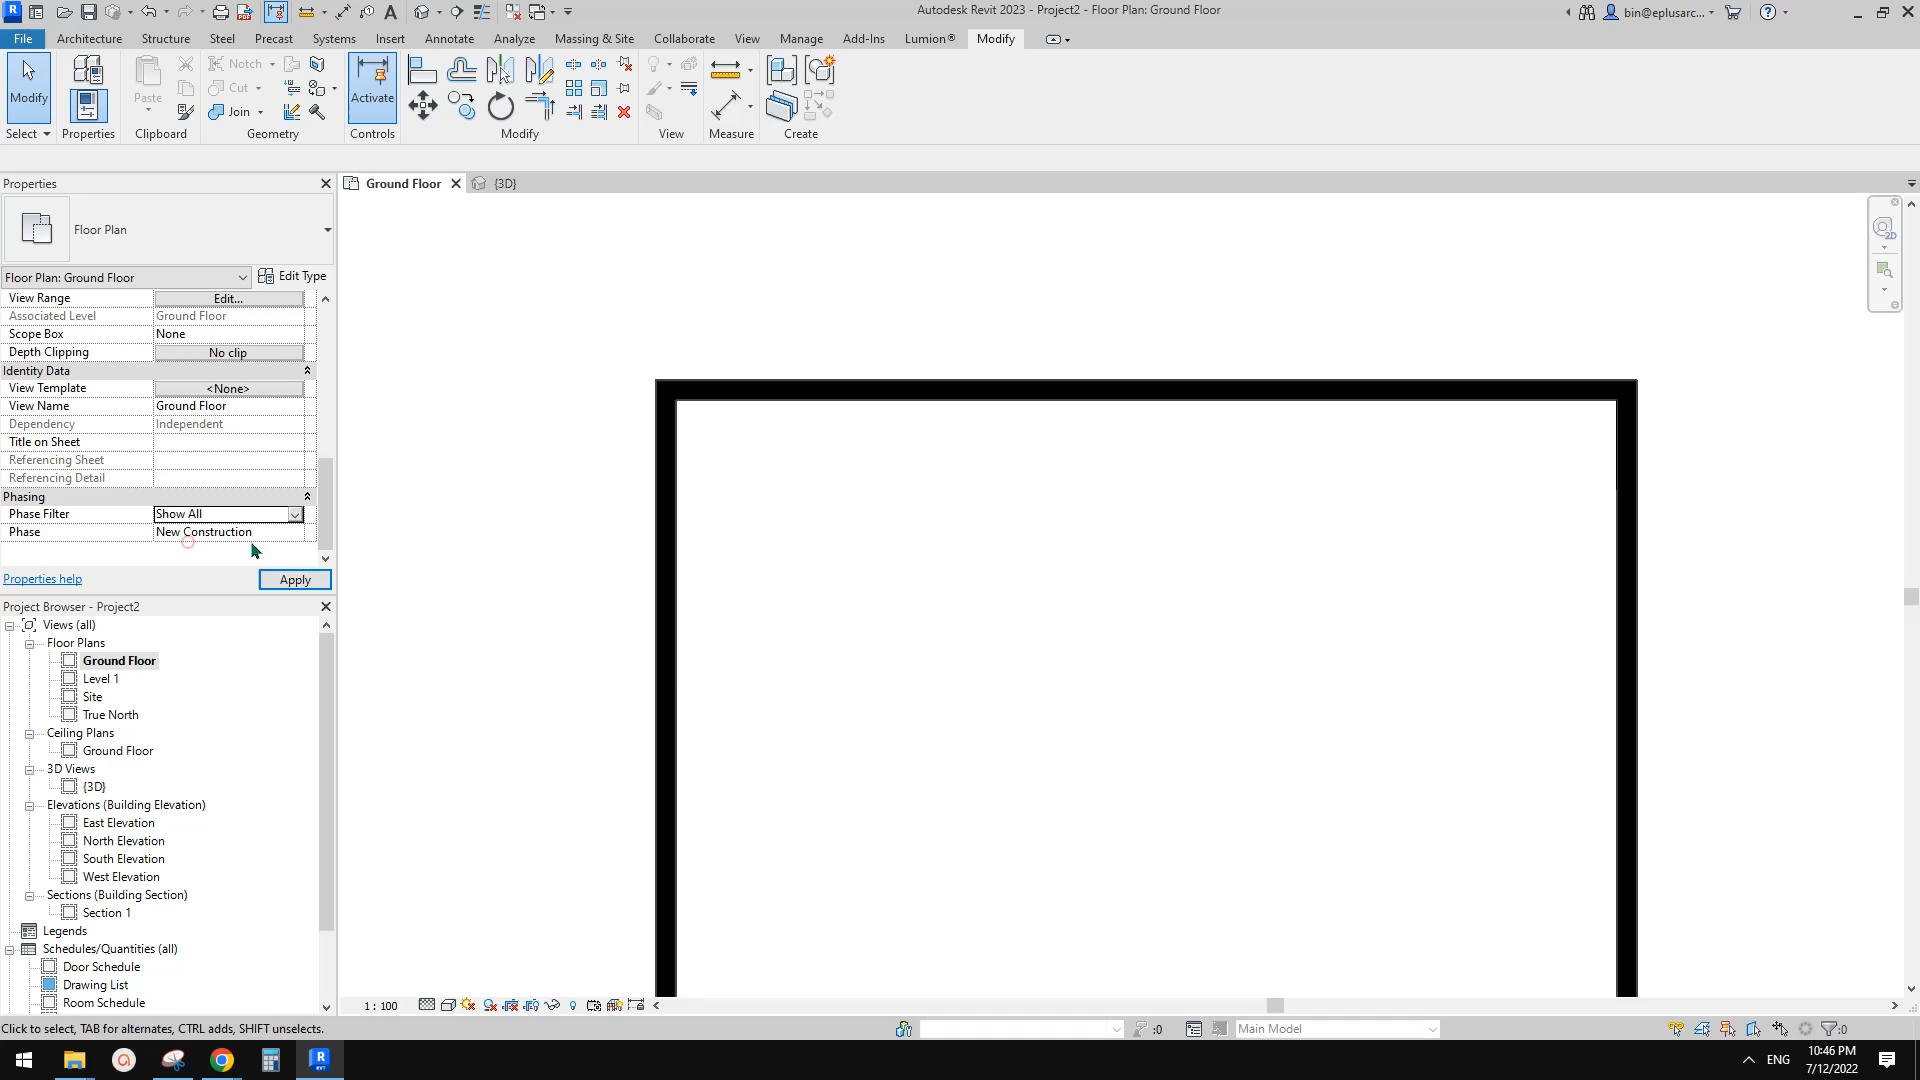 Autodesk Revit 2023 - Project2 - Floor Plan: Ground Floor
bin@eplusarc...
File Architecture Structure Steel Precast Systems Insert Annotate Analyze Massing & Site Collaborate View Manage Add-Ins Lumion® Modify
Modify
Select
Properties
Paste
Clipboard
Notch
Cut
Join
Geometry
Activate
Controls
Modify
View
Measure
Create
Properties
Floor Plan
Floor Plan: Ground Floor Edit Type
View Range Edit...
Associated Level Ground Floor
Scope Box None
Depth Clipping No clip
Identity Data
View Template <None>
View Name Ground Floor
Dependency Independent
Title on Sheet
Referencing Sheet
Referencing Detail
Phasing
Phase Filter Show All
Phase New Construction
Properties help Apply
Project Browser - Project2
Views (all)
Floor Plans
Ground Floor
Level 1
Site
True North
Ceiling Plans
Ground Floor
3D Views
{3D}
Elevations (Building Elevation)
East Elevation
North Elevation
South Elevation
West Elevation
Sections (Building Section)
Section 1
Legends
Schedules/Quantities (all)
Door Schedule
Drawing List
Room Schedule
Ground Floor {3D}
2D
1 : 100
Click to select, TAB for alternates, CTRL adds, SHIFT unselects.
:0
Main Model
:0
ENG
10:46 PM
7/12/2022